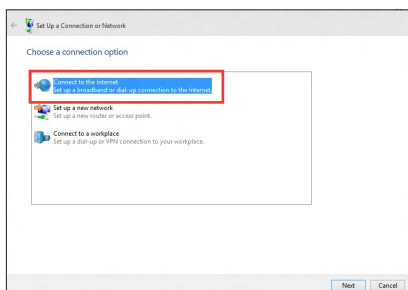 Set Up a Connection or Network
Choose a connection option
Connect to the Internet
Set up a broadband or dial-up connection to the Internet.
Set up a new network
Set up a new router or access point.
Connect to a workplace
Set up a dial-up or VPN connection to your workplace.
Next Cancel